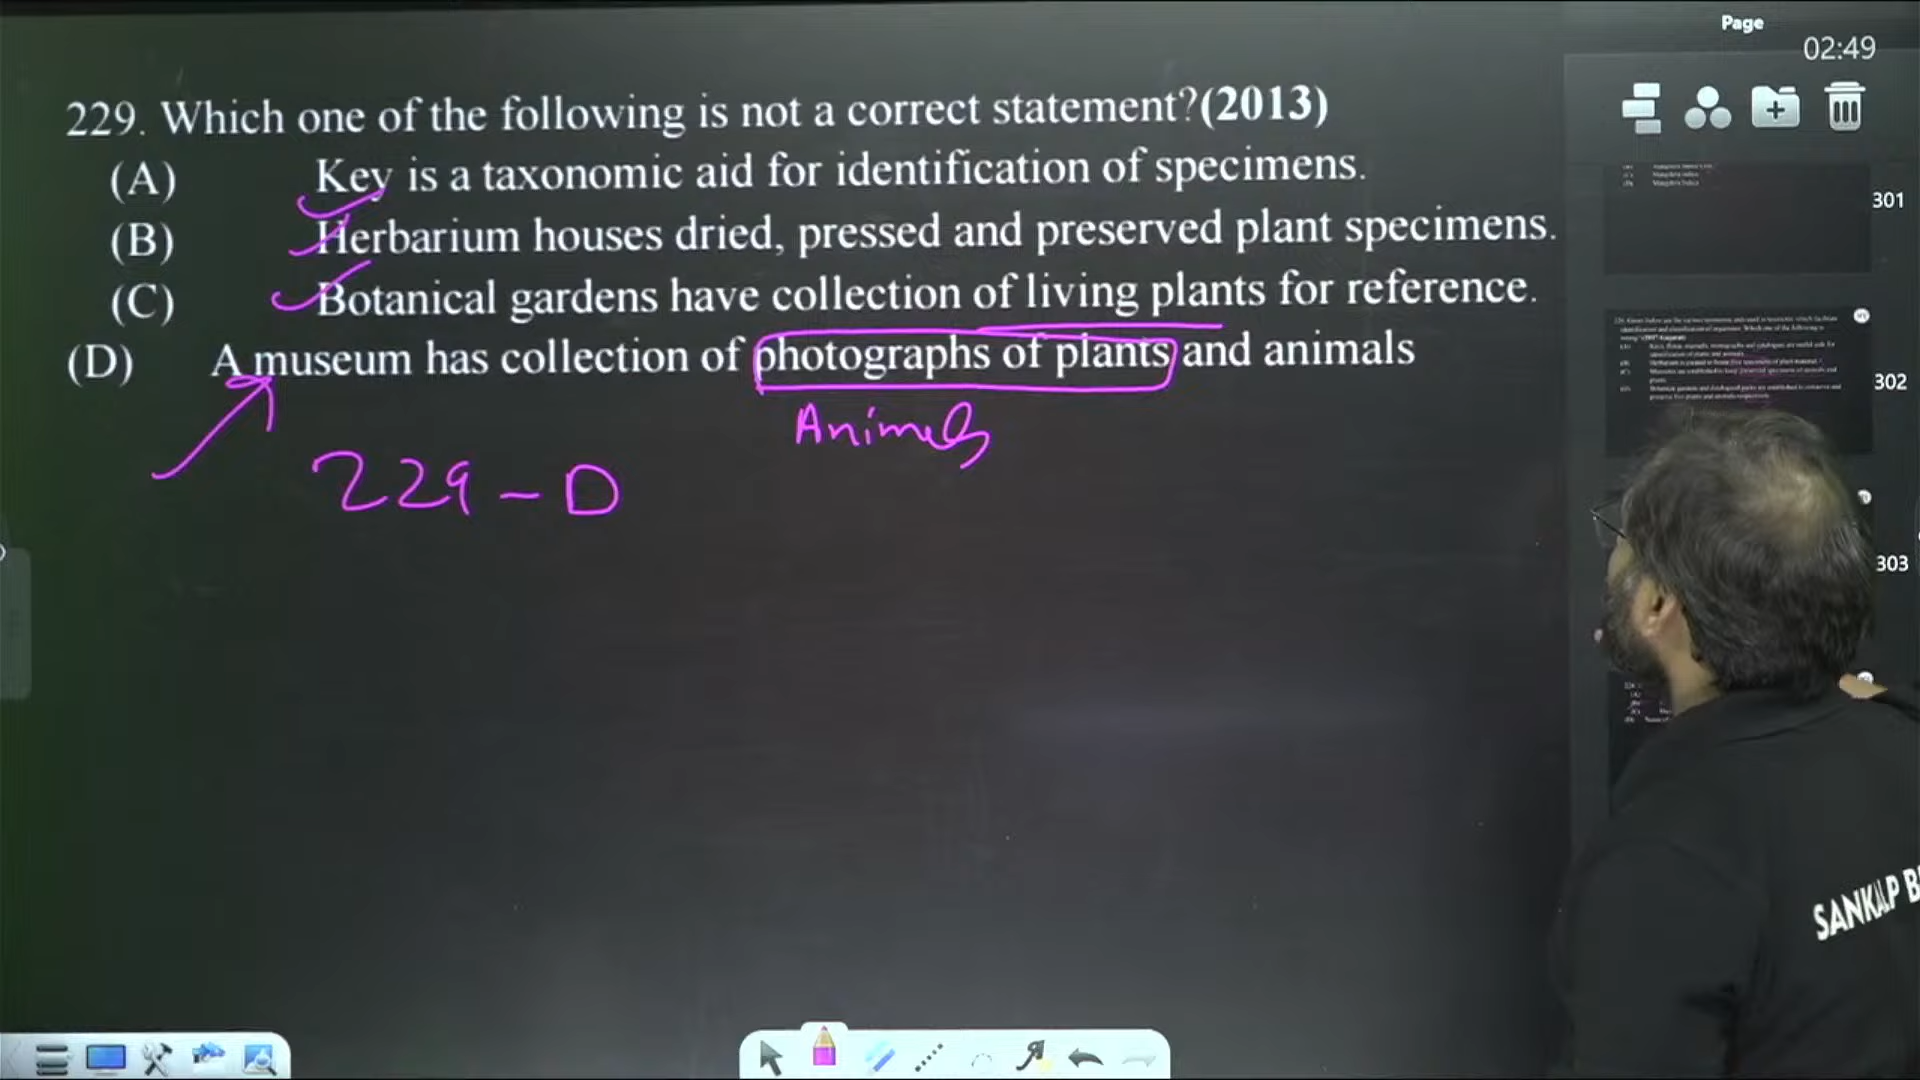 Page
02:49
229. Which one of the following is not a correct statement?(2013)
(A) Key is a taxonomic aid for identification of specimens.
(B) Herbarium houses dried, pressed and preserved plant specimens.
(C) Botanical gardens have collection of living plants for reference.
(D) A museum has collection of photographs of plants and animals
Animals
229 - D
301
302
303
SANKALP B